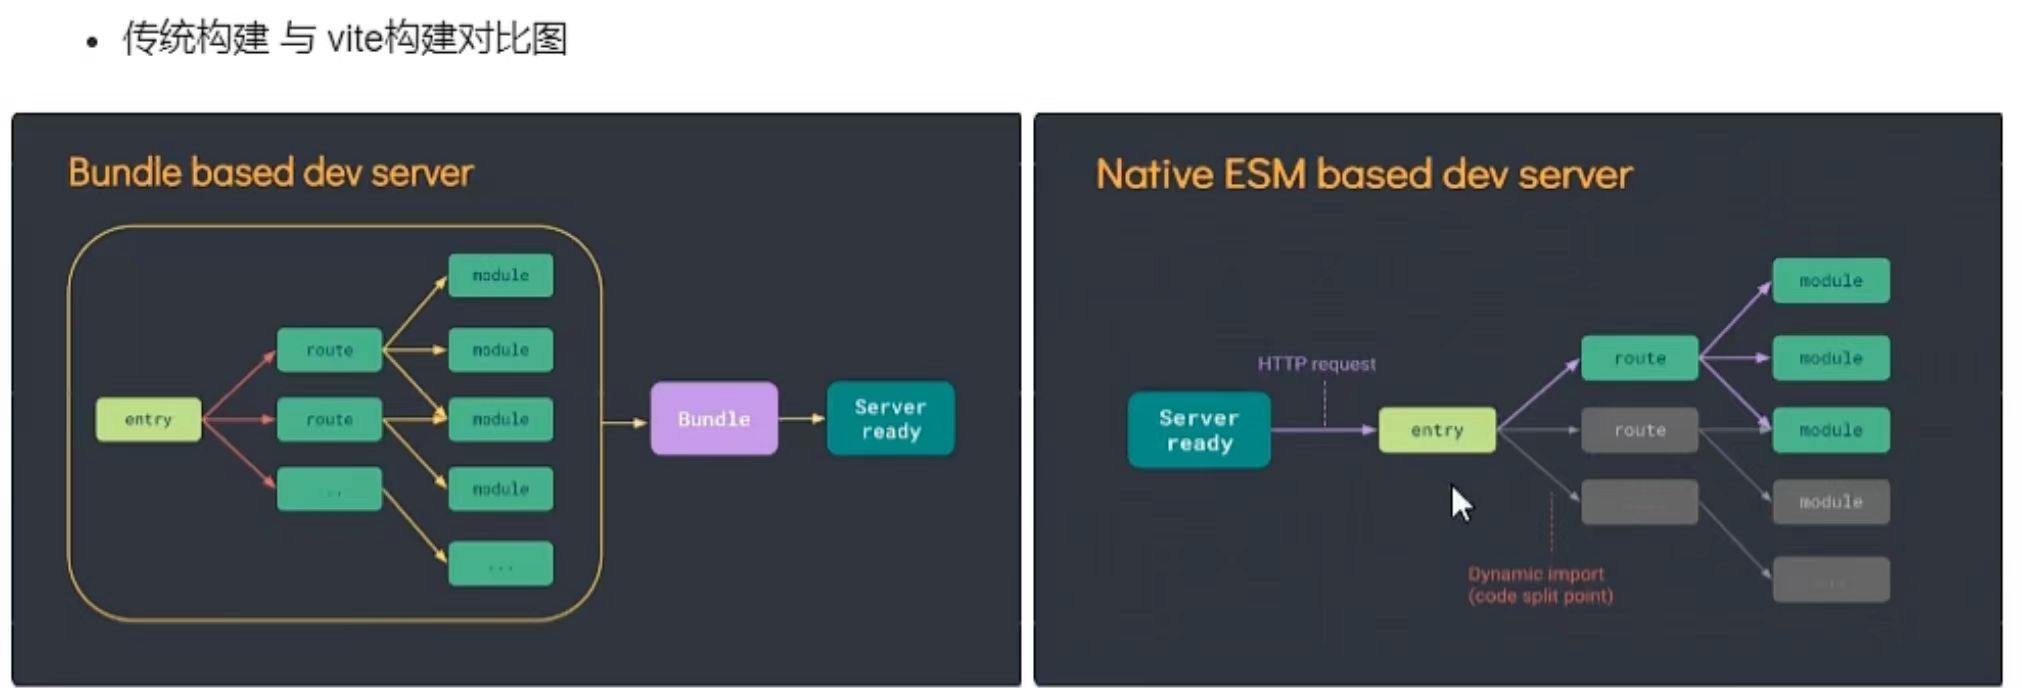 传统构建 与 vite构建对比图
Bundle based dev server
module
route
module
entry
route
module
Bundle
Server
ready
...
module
...
Native ESM based dev server
module
HTTP request
route
module
Server
ready
entry
route
module
module
Dynamic import
(code split point)